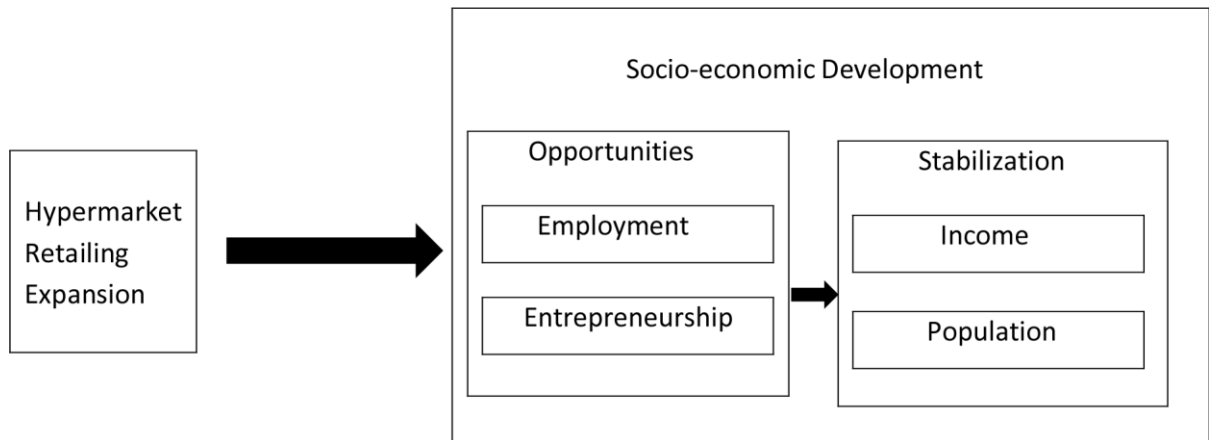 Socio-economic Development
Hypermarket
Retailing
Expansion
Opportunities
Employment
Entrepreneurship
Stabilization
Income
Population